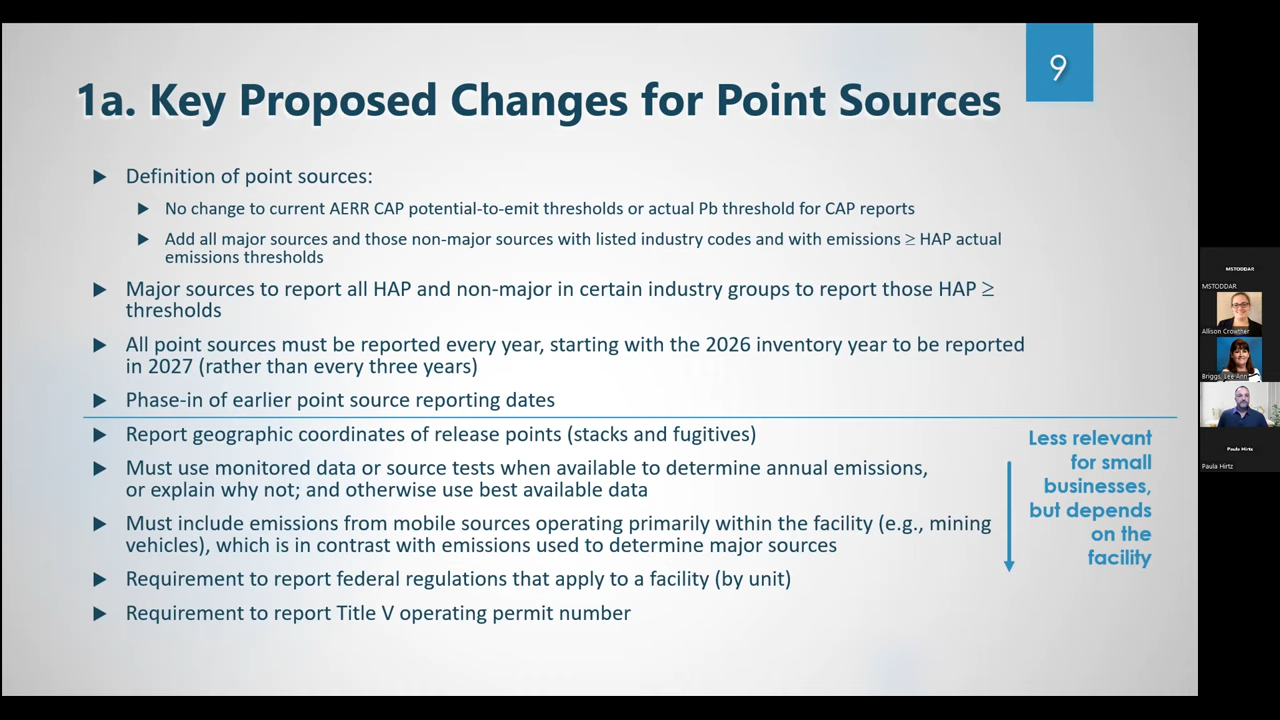 9
1a. Key Proposed Changes for Point Sources
Definition of point sources:
No change to current AERR CAP potential-to-emit thresholds or actual Pb threshold for CAP reports
Add all major sources and those non-major sources with listed industry codes and with emissions ≥ HAP actual
emissions thresholds
Major sources to report all HAP and non-major in certain industry groups to report those HAP ≥
thresholds
All point sources must be reported every year, starting with the 2026 inventory year to be reported
in 2027 (rather than every three years)
Phase-in of earlier point source reporting dates
Report geographic coordinates of release points (stacks and fugitives)
Must use monitored data or source tests when available to determine annual emissions,
or explain why not; and otherwise use best available data
Must include emissions from mobile sources operating primarily within the facility (e.g., mining
vehicles), which is in contrast with emissions used to determine major sources
Requirement to report federal regulations that apply to a facility (by unit)
Requirement to report Title V operating permit number
Less relevant
for small
businesses,
but depends
on the
facility
MSTODDAR
MSTODDAR
Allison Crowther
Briggs, Lee Ann
Paula Hirtz
Paula Hirtz